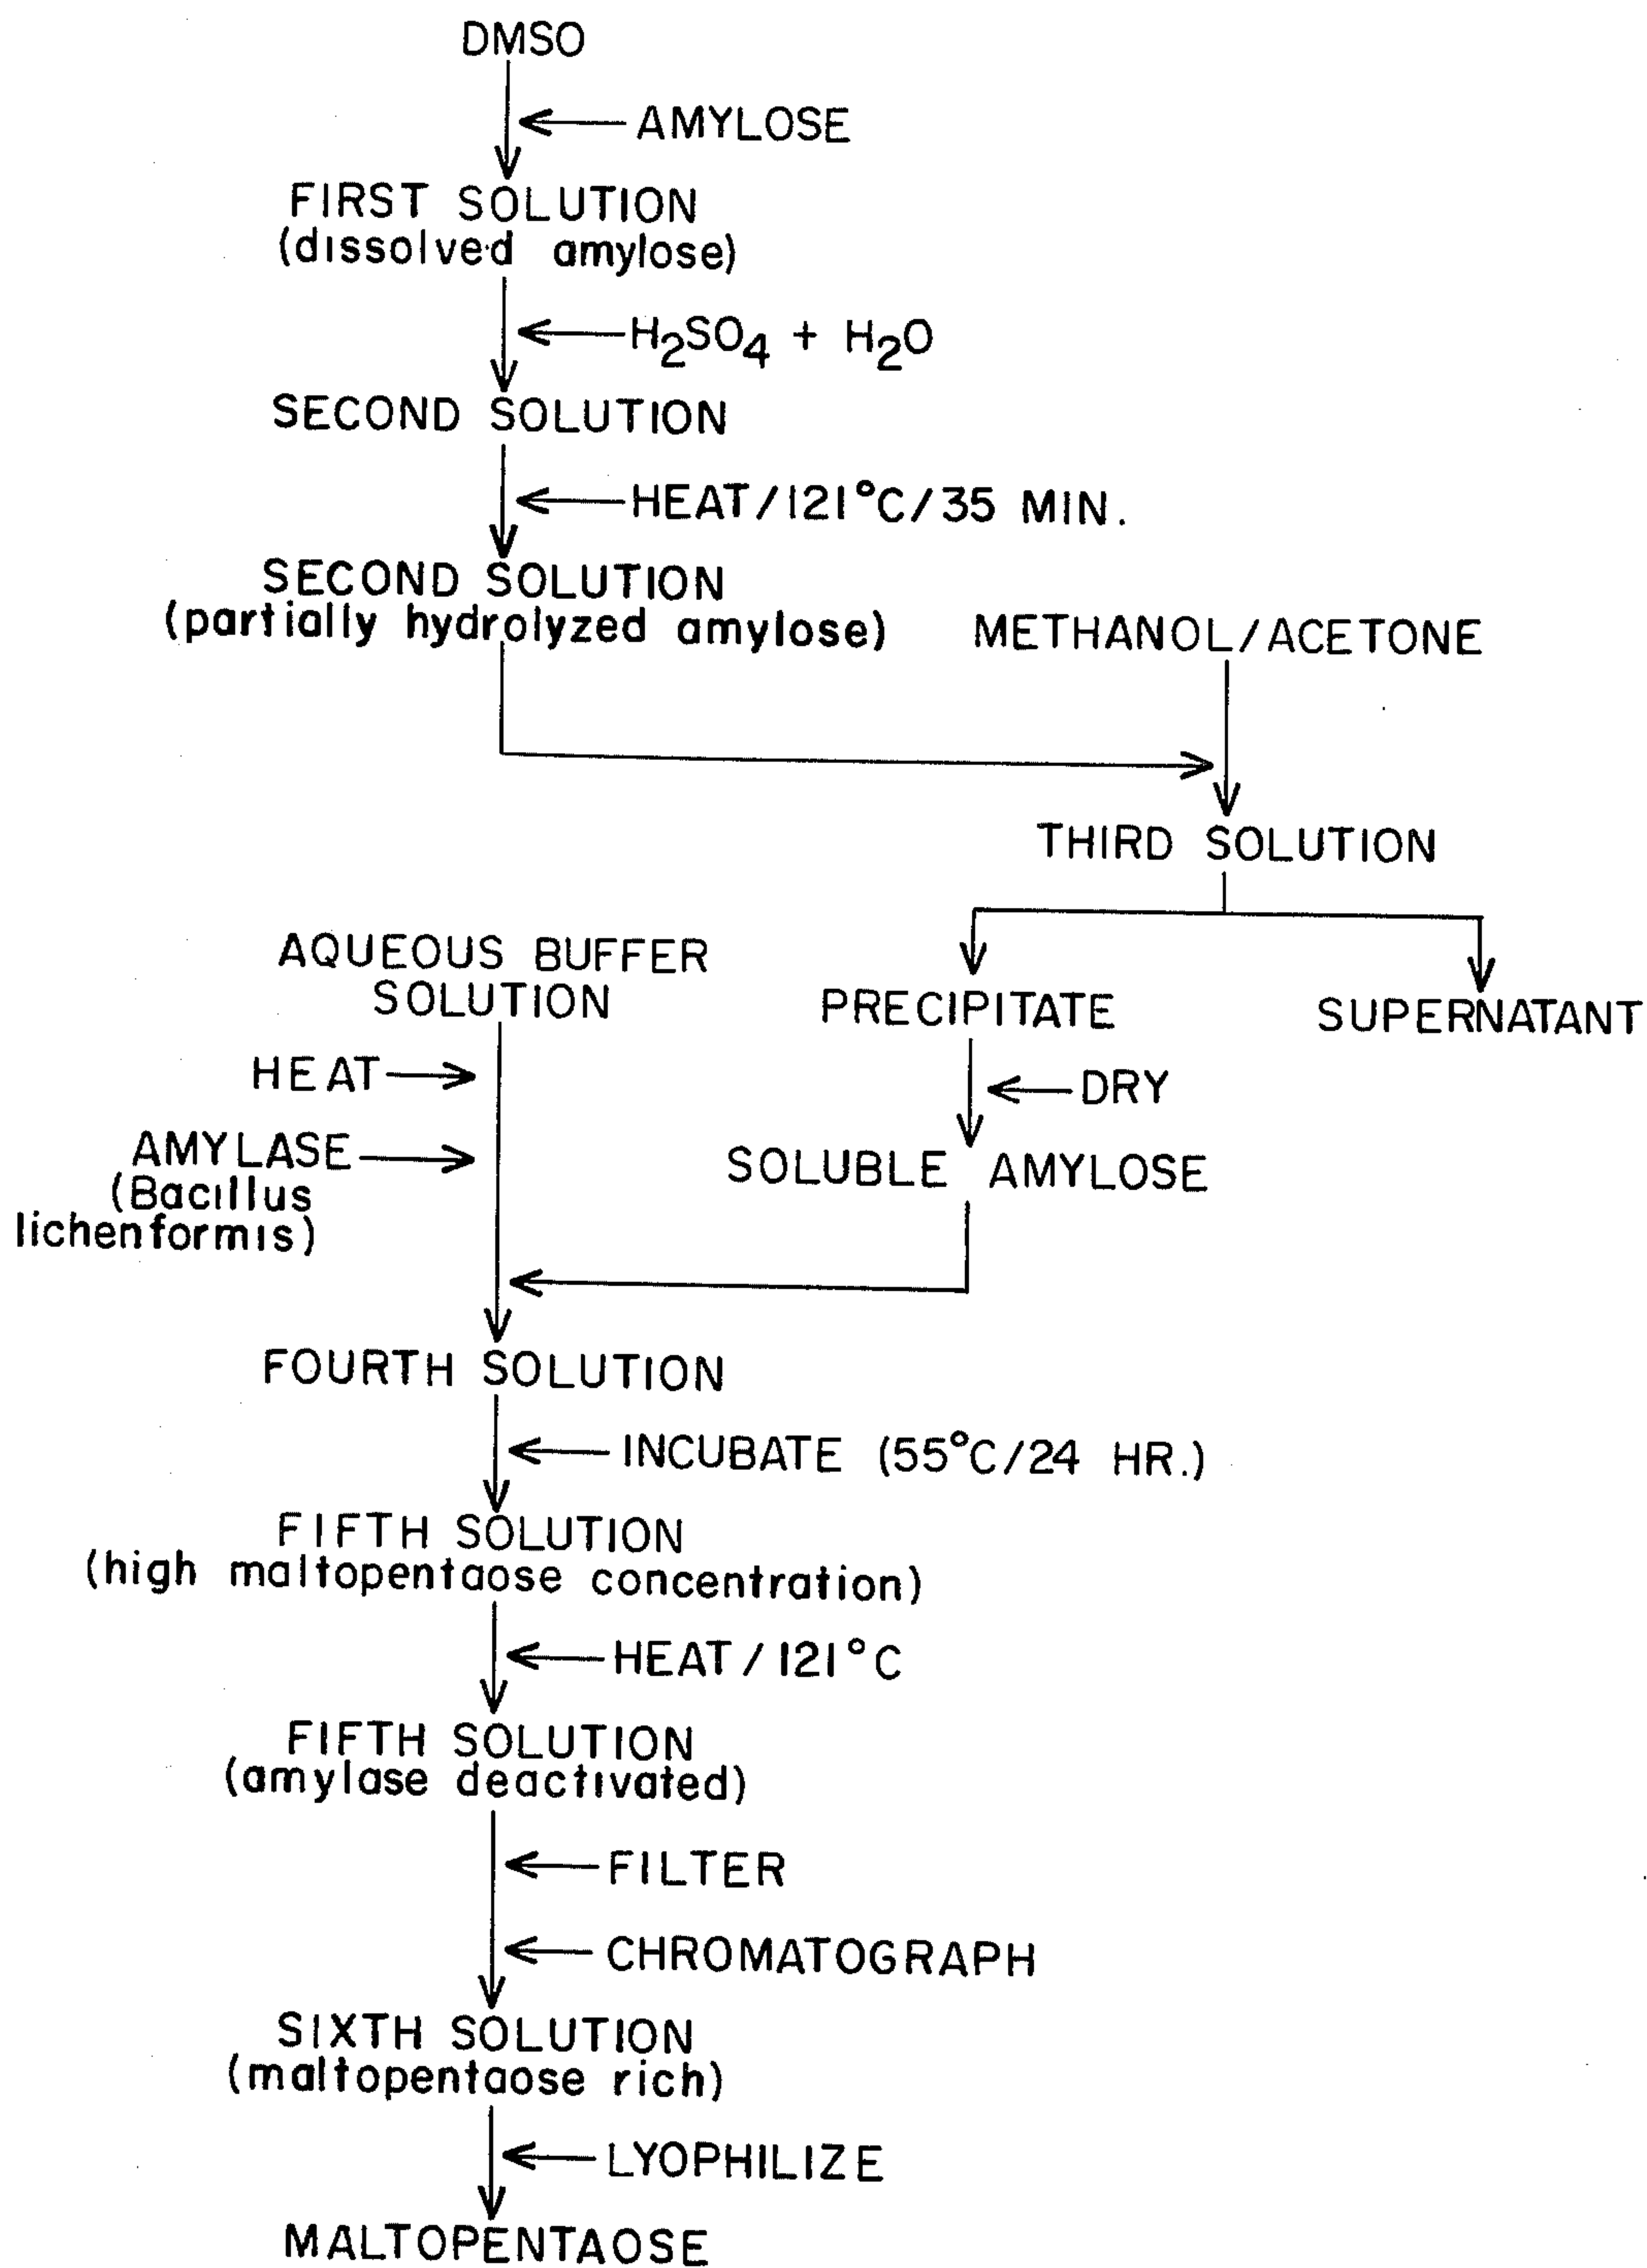 DMSO
AMYLOSE
FIRST SOLUTION
(dissolved amylose)
H₂SO₄ + H₂O
SECOND SOLUTION
HEAT/121°C/35 MIN.
SECOND SOLUTION
(partially hydrolyzed amylose)
METHANOL/ACETONE
THIRD SOLUTION
PRECIPITATE
SUPERNATANT
DRY
SOLUBLE AMYLOSE
AQUEOUS BUFFER
SOLUTION
HEAT
AMYLASE
(Bacillus
lichenformis)
FOURTH SOLUTION
INCUBATE (55°C/24 HR.)
FIFTH SOLUTION
(high maltopentaose concentration)
HEAT/121°C
FIFTH SOLUTION
(amylase deactivated)
FILTER
CHROMATOGRAPH
SIXTH SOLUTION
(maltopentaose rich)
LYOPHILIZE
MALTOPENTAOSE